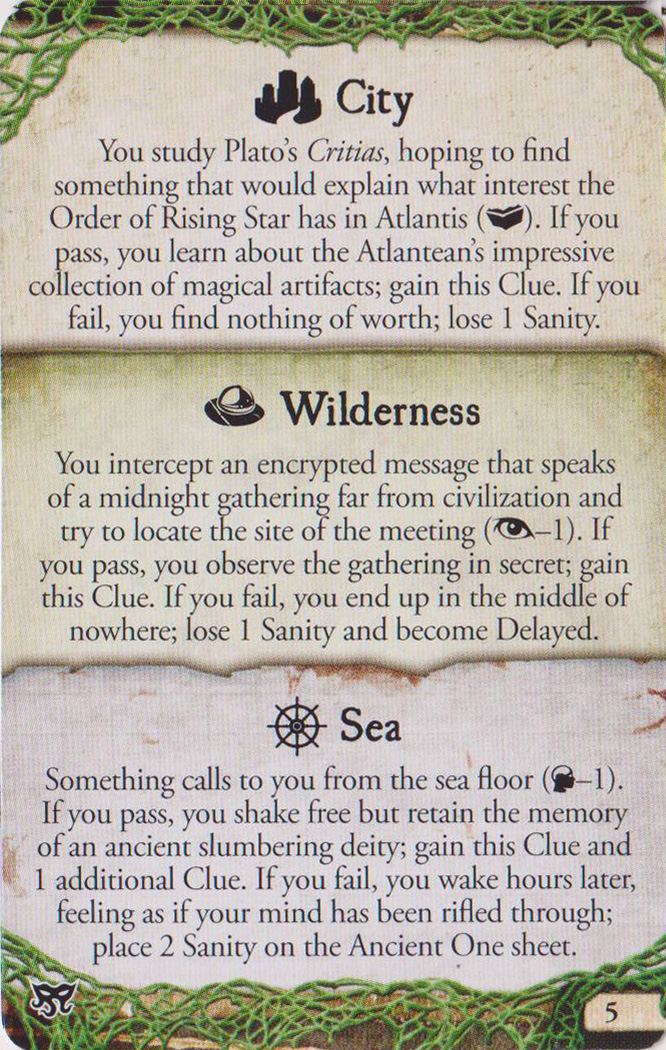 City
You study Plato's Critias, hoping to find
something that would explain what interest the
Order of Rising Star has in Atlantis ( ). If you
pass, you learn about the Atlantean's impressive
collection of magical artifacts; gain this Clue. If you
fail, you find nothing of worth; lose 1 Sanity.
Wilderness
You intercept an encrypted message that speaks
of a midnight gathering far from civilization and
try to locate the site of the meeting ( –1). If
you pass, you observe the gathering in secret; gain
this Clue. If you fail, you end up in the middle of
nowhere; lose 1 Sanity and become Delayed.
Sea
Something calls to you from the sea floor ( –1).
If you pass, you shake free but retain the memory
of an ancient slumbering deity; gain this Clue and
1 additional Clue. If you fail, you wake hours later,
feeling as if your mind has been rifled through;
place 2 Sanity on the Ancient One sheet.
5